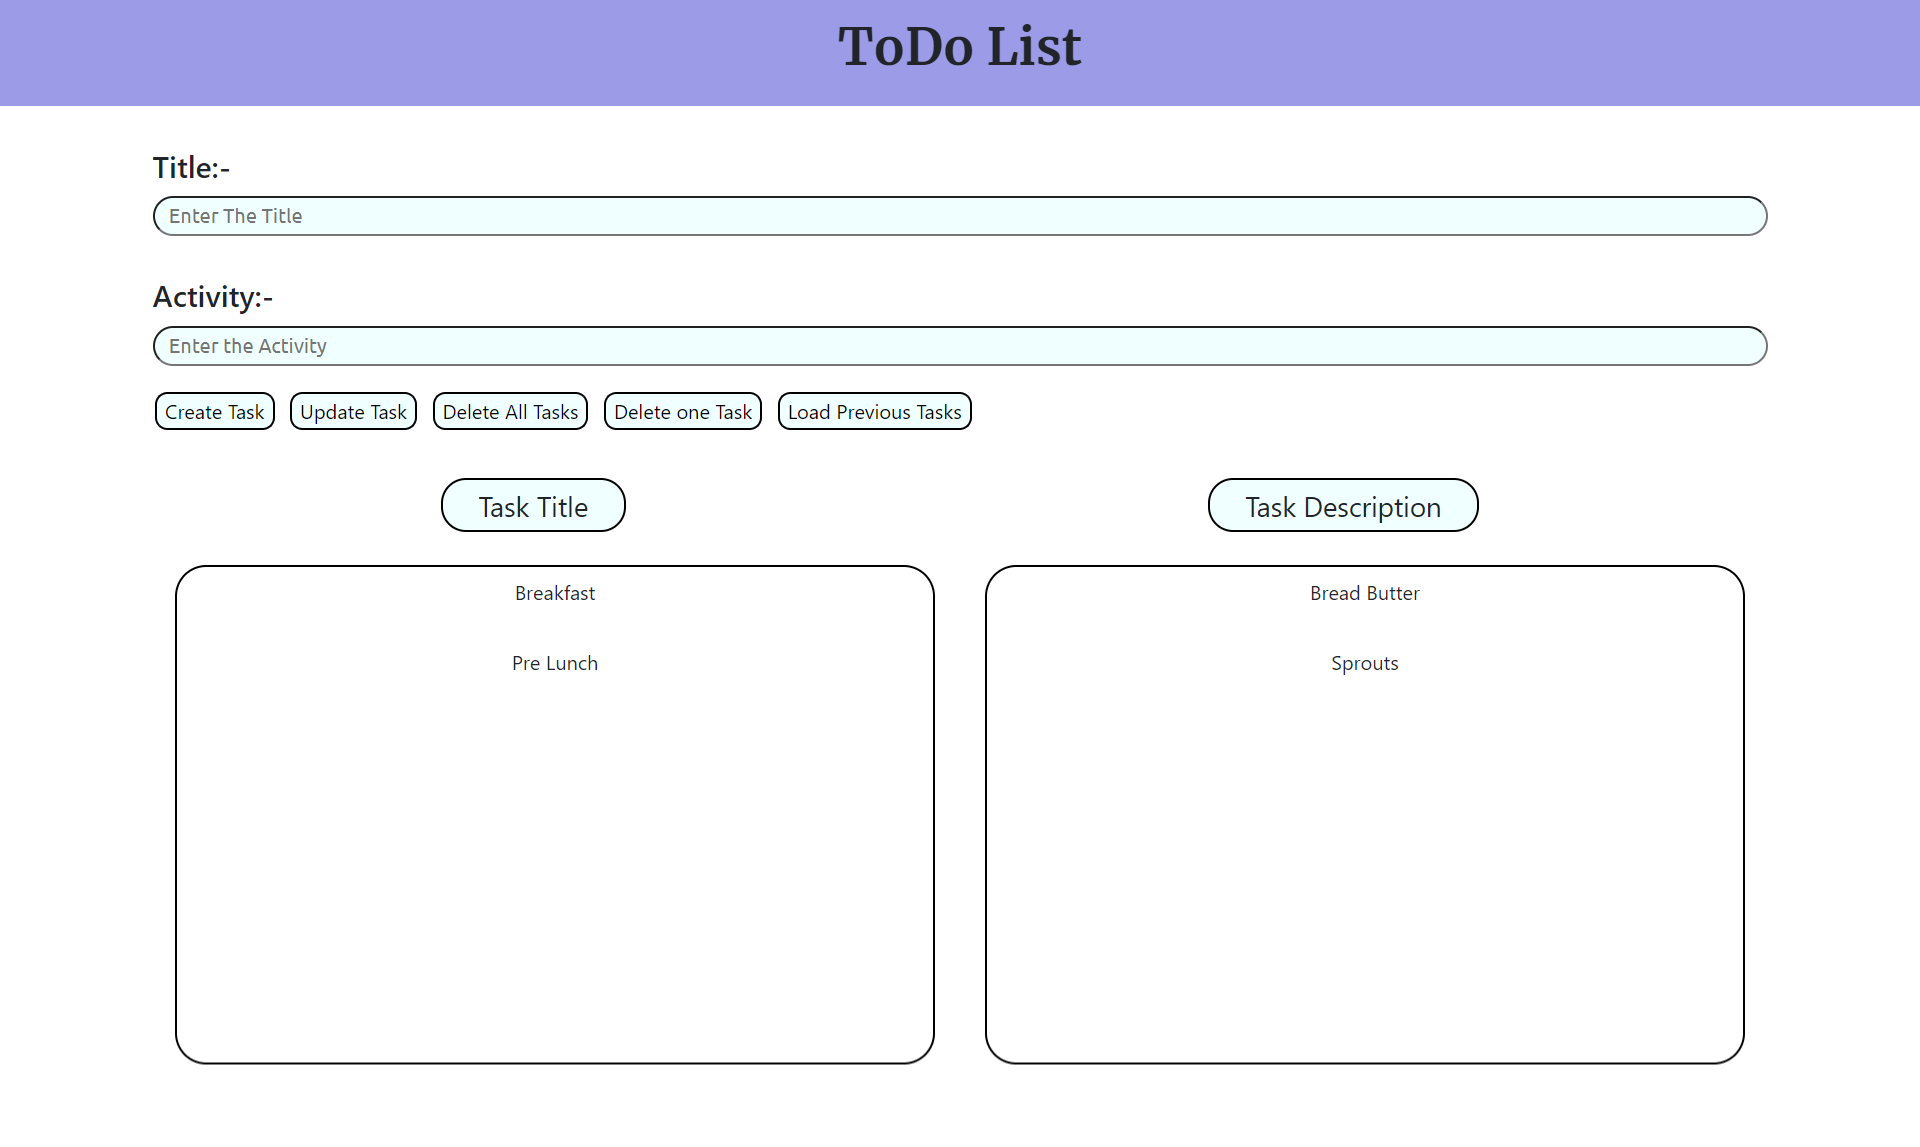 ToDo List
Title:-
Enter The Title
Activity:-
Enter the Activity
Create Task Update Task Delete All Tasks Delete one Task Load Previous Tasks
Task Title Task Description
Breakfast Bread Butter
Pre Lunch Sprouts